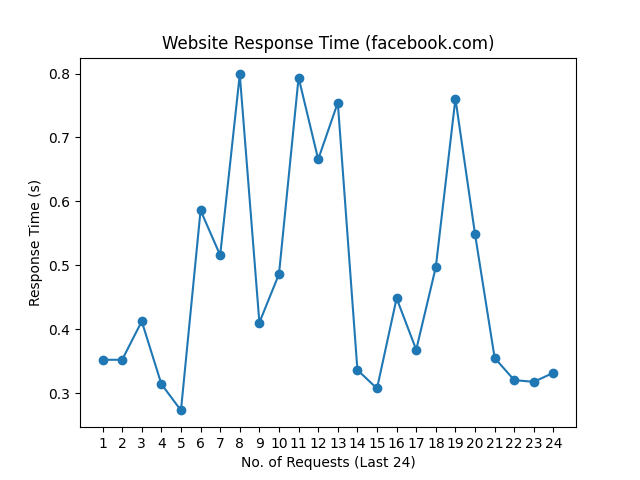 Website Response Time (facebook.com)
Response Time (s)
0.8
0.7
0.6
0.5
0.4
0.3
1 2 3 4 5 6 7 8 9 10 11 12 13 14 15 16 17 18 19 20 21 22 23 24
No. of Requests (Last 24)